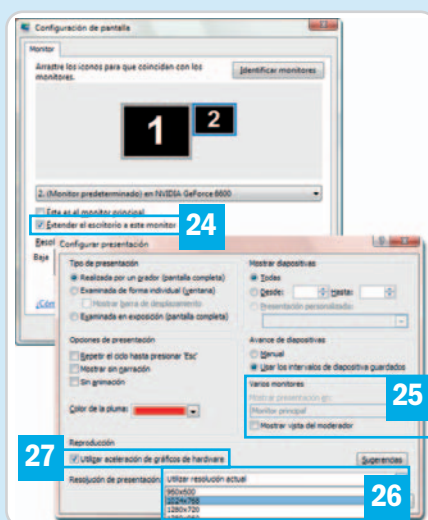 Configuración de pantalla
Monitor
Arrastre los iconos para que coincidan con los
monitores.
Identificar monitores
1
2
2. (Monitor predeterminado) en NVIDIA GeForce 6600
Este es el monitor principal
Extender el escritorio a este monitor
24
Baja
Configurar presentación
Tipo de presentación
Realizada por un orador (pantalla completa)
Examinada de forma individual (ventana)
Mostrar barra de desplazamiento
Examinada en exposición (pantalla completa)
Mostrar diapositivas
Todas
Desde:
Hasta:
Presentación personalizada:
Opciones de presentación
Repetir el ciclo hasta presionar 'Esc'
Mostrar sin narración
Sin animación
Color de la pluma:
Avance de diapositivas
Manual
Usar los intervalos de diapositiva guardados
Varios monitores
Mostrar presentación en:
Monitor principal
Mostrar vista del moderador
25
Reproducción
27
Utilizar aceleración de gráficos de hardware
Sugerencias
Resolución de presentación:
Utilizar resolución actual
1024x768
1280x720
26